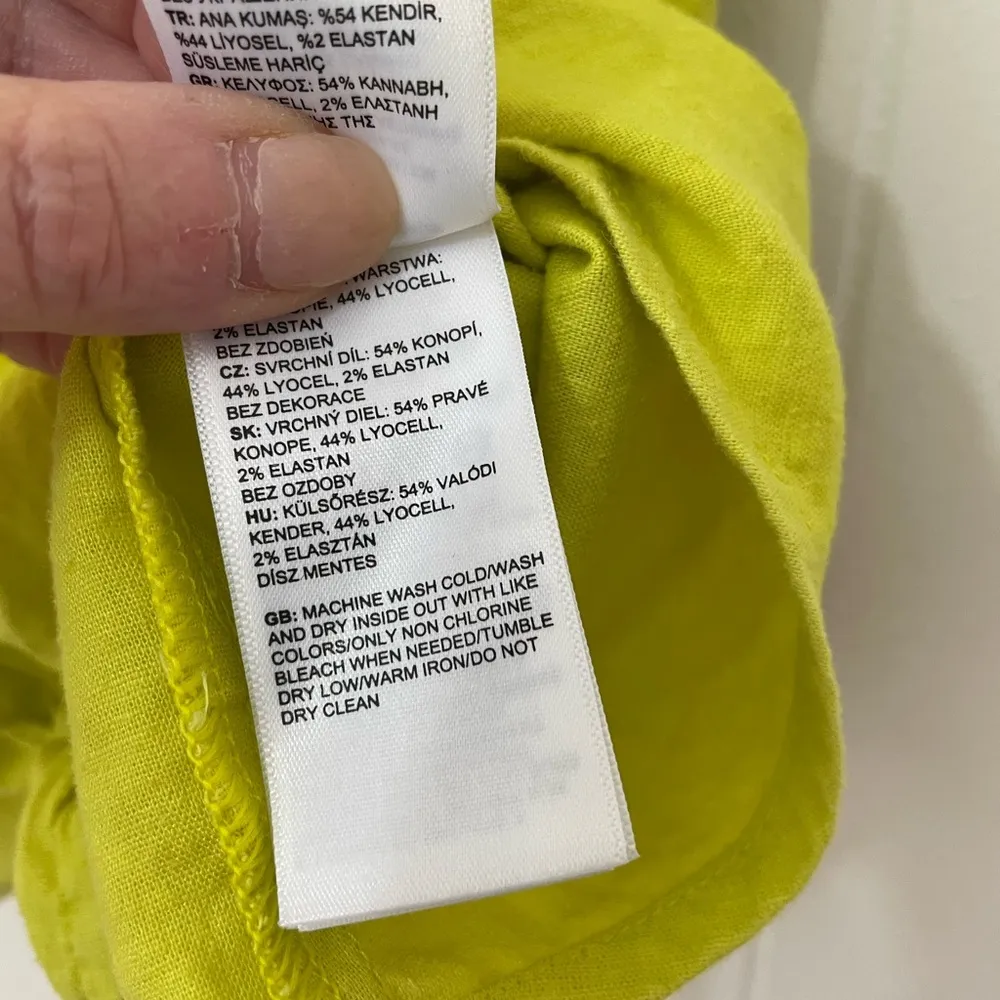 TR: ANA KUMAŞ: %54 KENDİR,
%44 LİYOSEL, %2 ELASTAN
SÜSLEME HARİÇ
GR: ΚΕΛΥΦΟΣ: 54% ΚΑΝΝΑΒΗ,
2% ΕΛΑΣΤΑΝΗ
ΤΗΣ
44% LYOCELL,
2% ELASTAN
BEZ ZDOBIEŃ
CZ: SVRCHNÍ DÍL: 54% KONOPÍ,
44% LYOCEL, 2% ELASTAN
BEZ DEKORACE
SK: VRCHNÝ DIEL: 54% PRAVÉ
KONOPE, 44% LYOCELL,
2% ELASTAN
BEZ OZDOBY
HU: KÜLSŐRÉSZ: 54% VALÓDI
KENDER, 44% LYOCELL,
2% ELASZTÁN
DÍSZ MENTES
GB: MACHINE WASH COLD/WASH
AND DRY INSIDE OUT WITH LIKE
COLORS/ONLY NON CHLORINE
BLEACH WHEN NEEDED/TUMBLE
DRY LOW/WARM IRON/DO NOT
DRY CLEAN